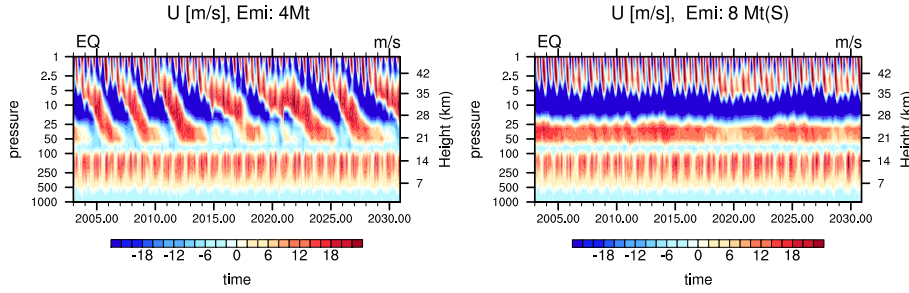 U [m/s], Emi: 4Mt
EQ
m/s
pressure
1
2.5
5
10
25
50
100
250
500
1000
42
35
28
21
14
7
Height (km)
2005.00 2010.00 2015.00 2020.00 2025.00 2030.00
-18 -12 -6 0 6 12 18
time
U [m/s], Emi: 8 Mt(S)
EQ
m/s
pressure
1
2.5
5
10
25
50
100
250
500
1000
42
35
28
21
14
7
Height (km)
2005.00 2010.00 2015.00 2020.00 2025.00 2030.00
-18 -12 -6 0 6 12 18
time